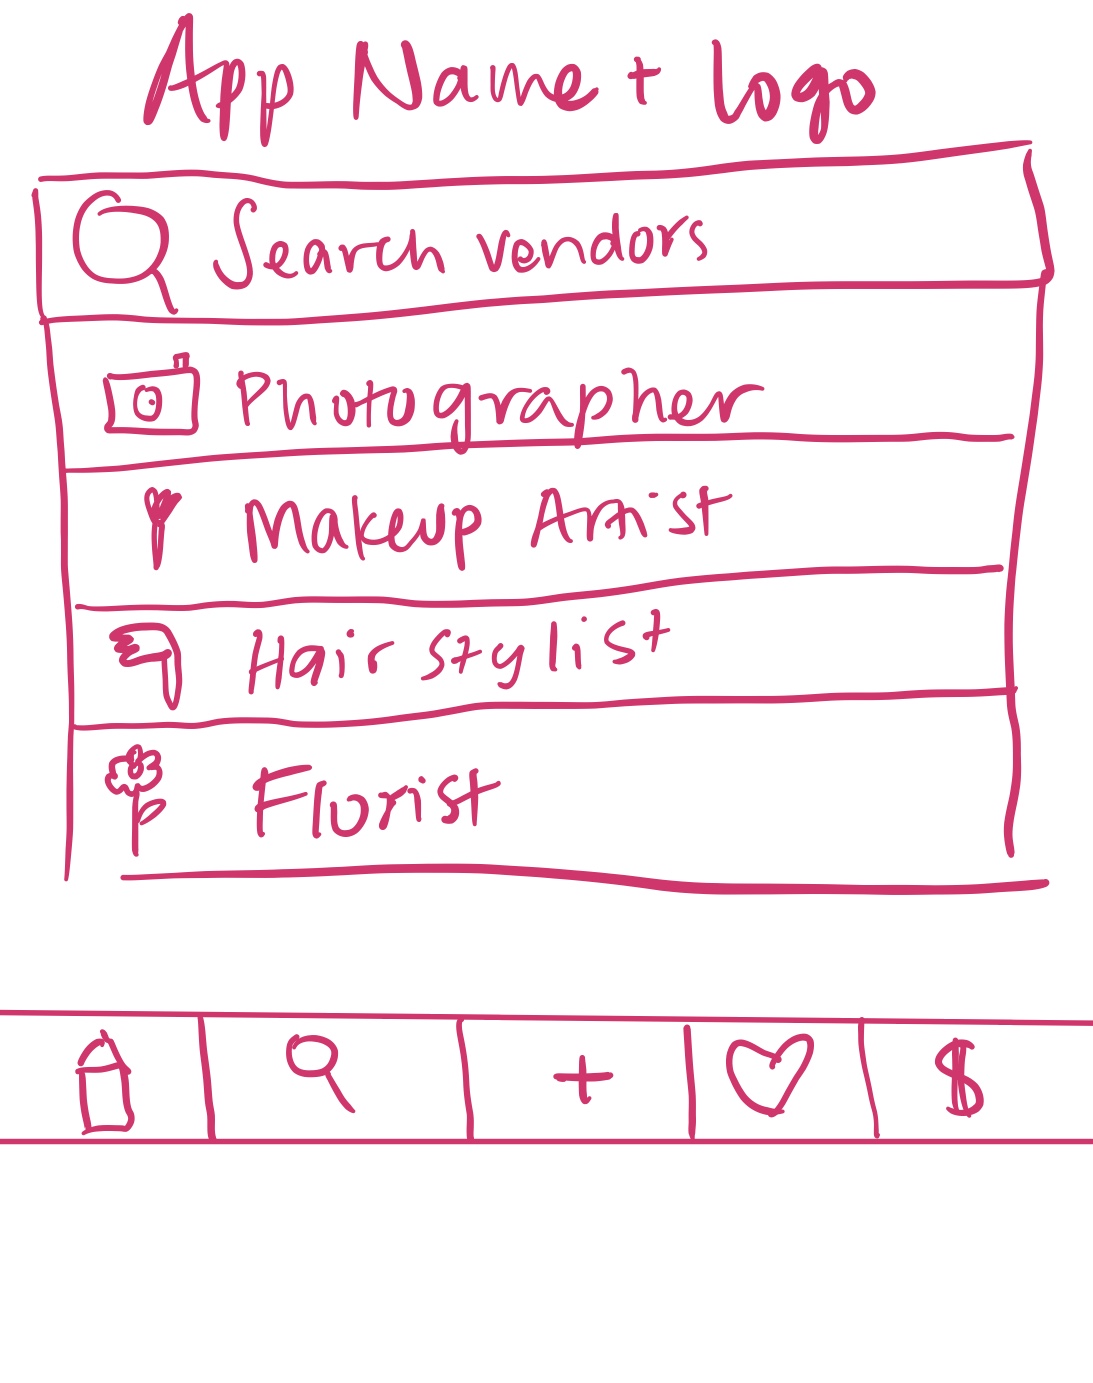 App Name + Logo
Search vendors
Photographer
Makeup Artist
Hair stylist
Florist
+
$